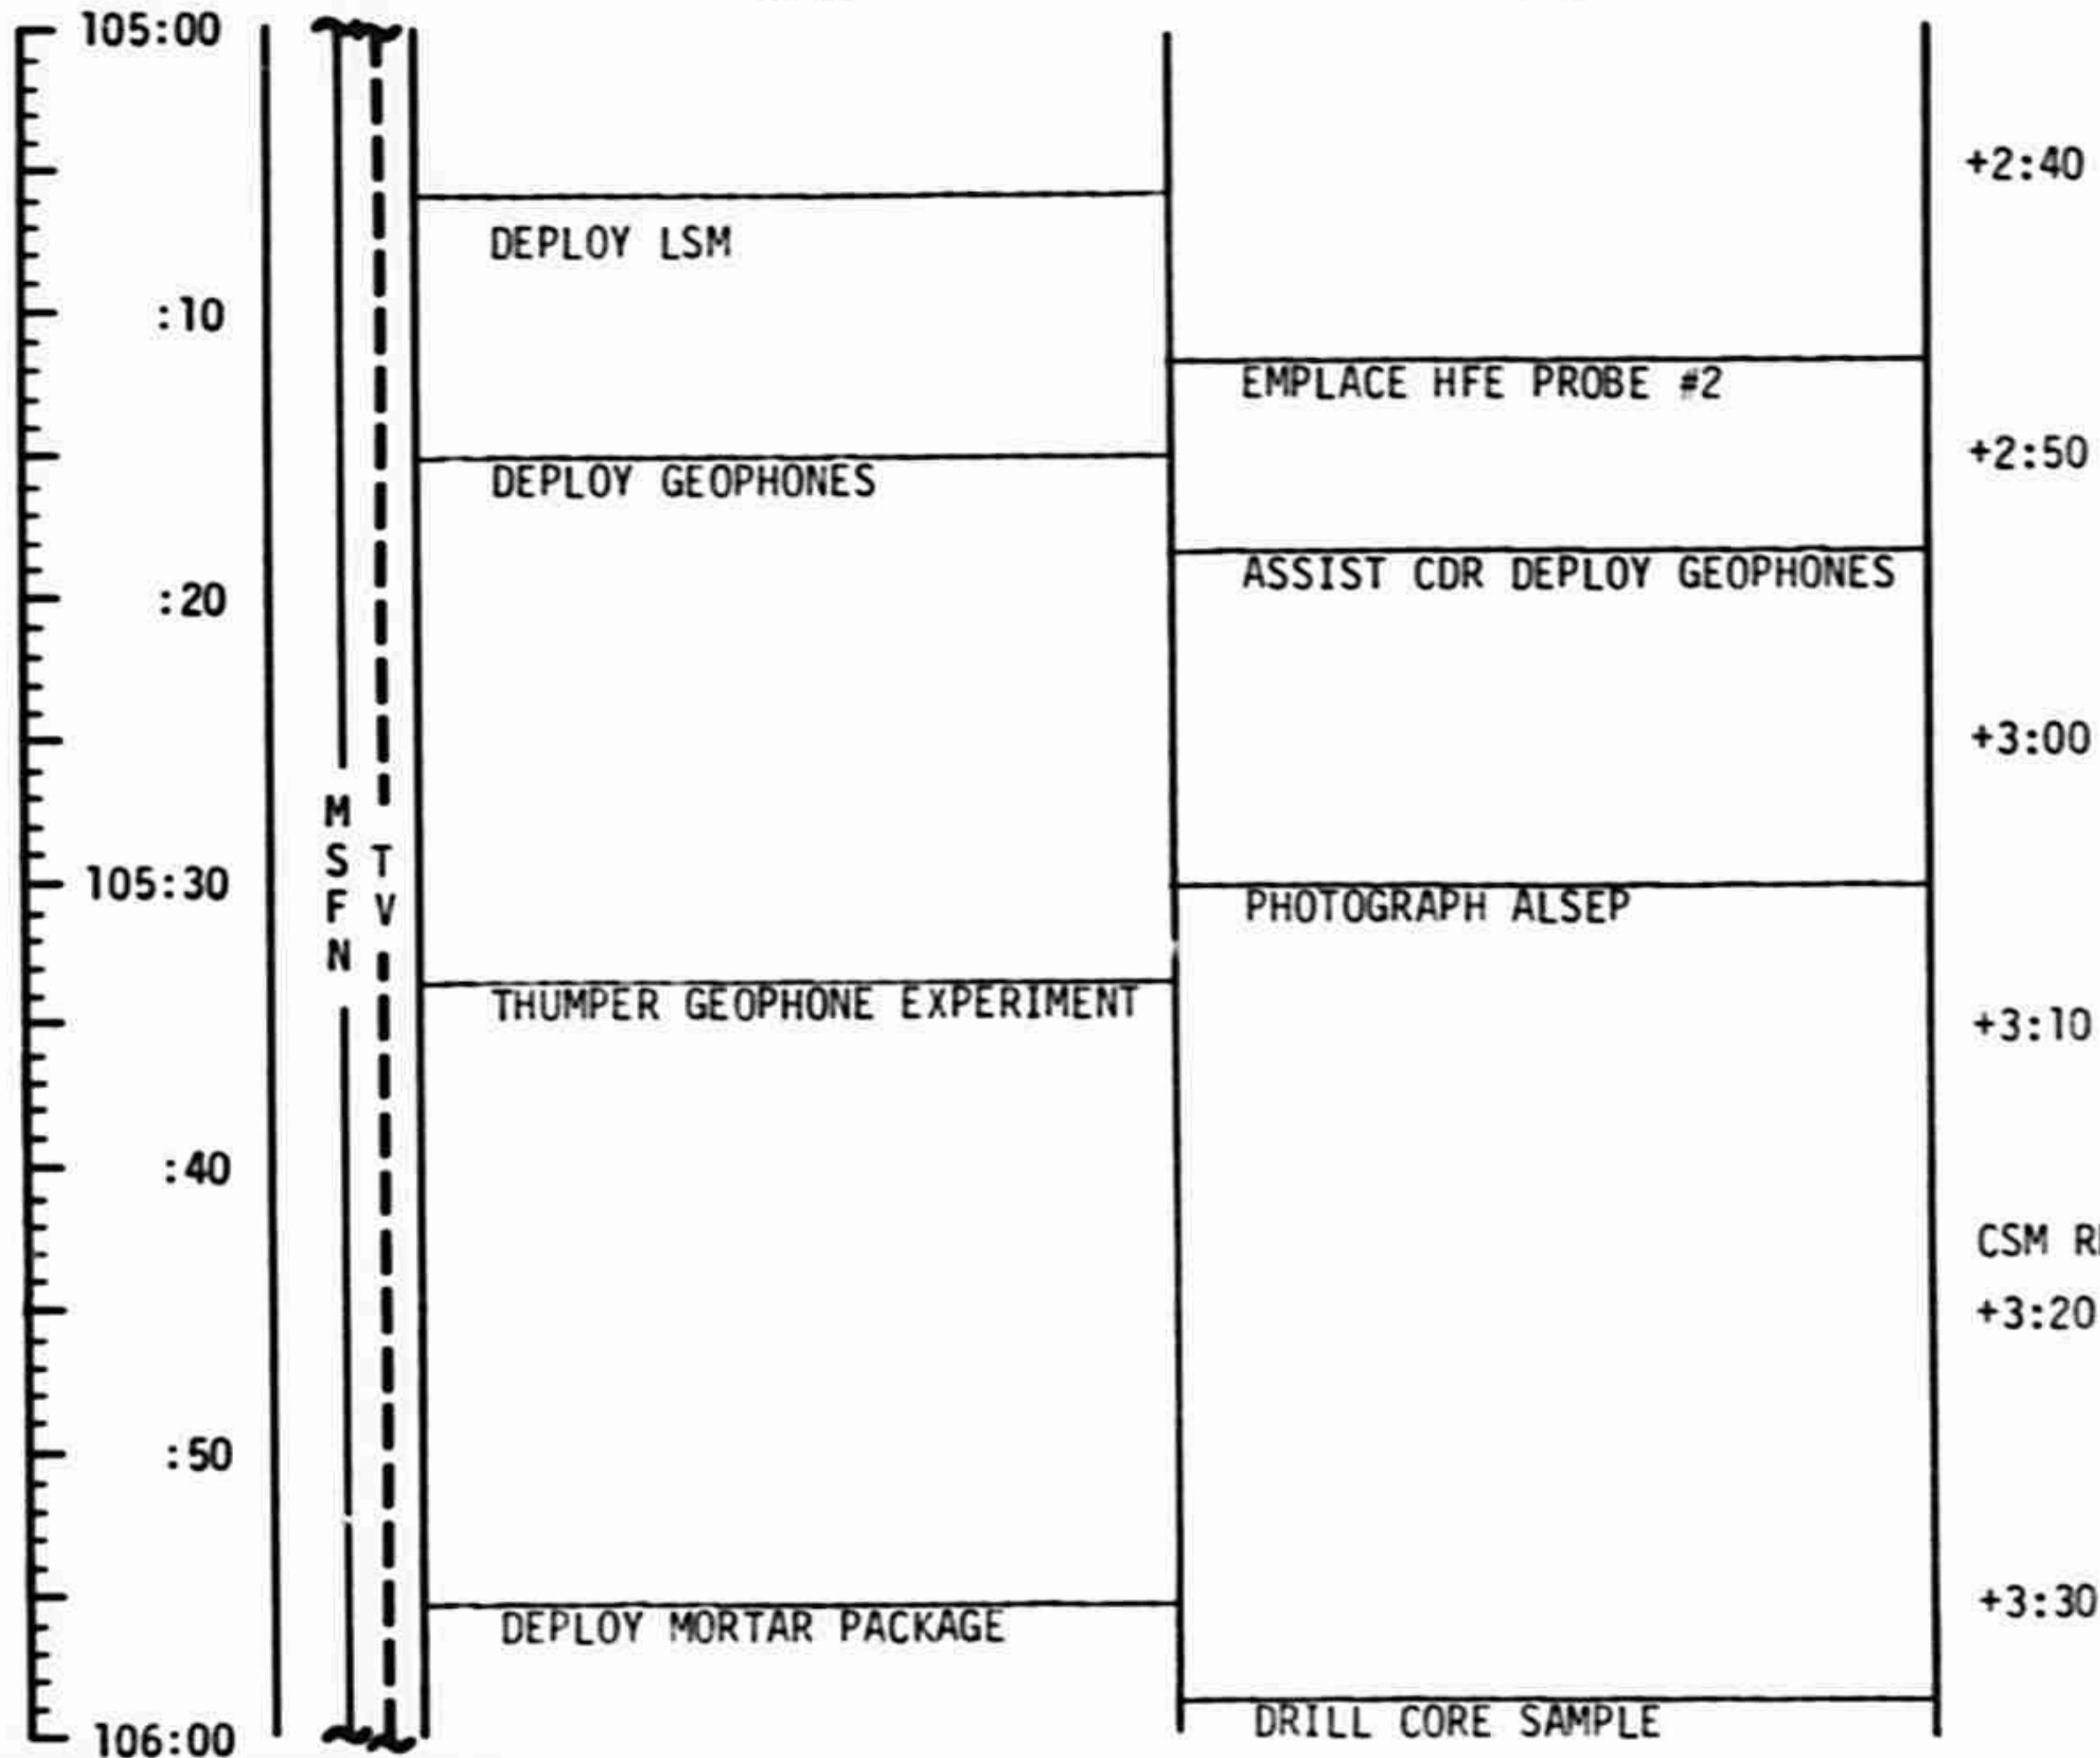 105:00
+2:40
DEPLOY LSM
:10
EMPLACE HFE PROBE #2
+2:50
DEPLOY GEOPHONES
ASSIST CDR DEPLOY GEOPHONES
:20
+3:00
MSFN
TV
105:30
PHOTOGRAPH ALSEP
THUMPER GEOPHONE EXPERIMENT
+3:10
:40
CSM
+3:20
:50
+3:30
DEPLOY MORTAR PACKAGE
DRILL CORE SAMPLE
106:00